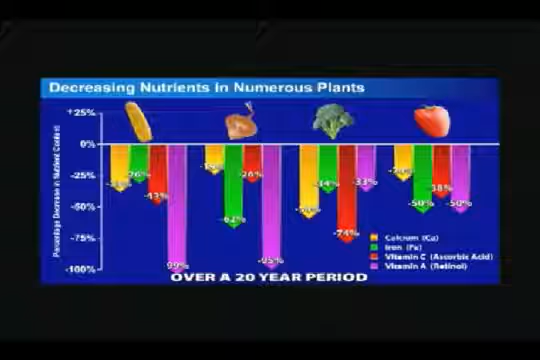 Decreasing Nutrients in Numerous Plants
+25%
0%
-25%
-50%
-75%
-100%
Percentage Decrease in Nutrient Content
-26%
-43%
-99%
-62%
-26%
-95%
-34%
-74%
-33%
-50%
-38%
-50%
Calcium (Ca)
Iron (Fe)
Vitamin C (Ascorbic Acid)
Vitamin A (Retinol)
OVER A 20 YEAR PERIOD